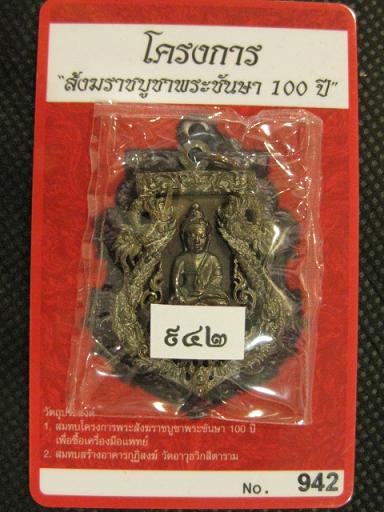 โครงการ
"สังฆราชบูชาพระชันษา 100 ปี"
๙๔๒
วัตถุประสงค์
1. สมทบโครงการพระสังฆราชบูชาพระชันษา 100 ปี
เพื่อซื้อเครื่องมือแพทย์
2. สมทบสร้างอาคารกุฏิสงฆ์ วัดอาวุธวิกสิตาราม
No. 942